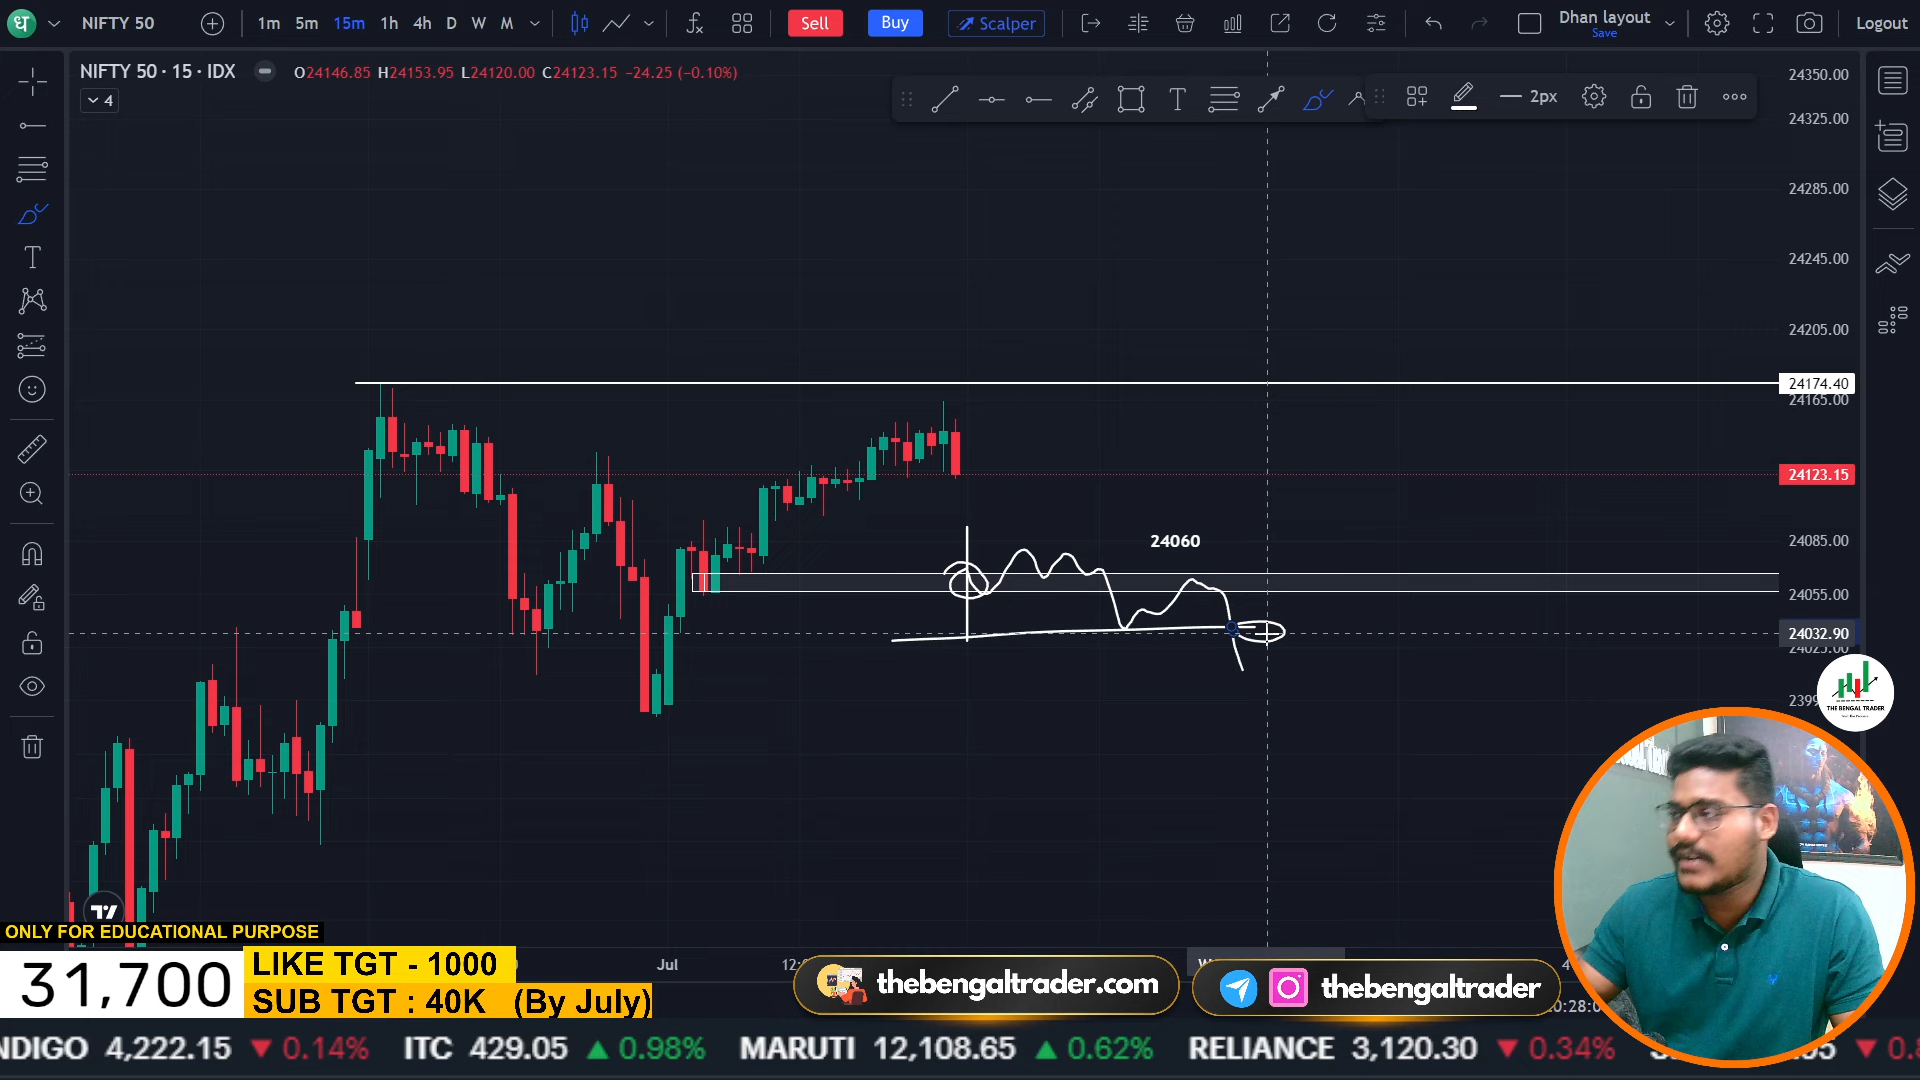 धा NIFTY 50 1m 5m 15m 1h 4h D W M Sell Buy Scalper Dhan layout Save Logout
NIFTY 50 · 15 · IDX O24146.85 H24153.95 L24120.00 C24123.15 −24.25 (−0.10%)
4
2px
24350.00
24325.00
24285.00
24245.00
24205.00
24174.40
24165.00
24123.15
24060
24085.00
24055.00
24032.90
24025.00
THE BENGAL TRADER
ONLY FOR EDUCATIONAL PURPOSE
31,700
LIKE TGT - 1000
SUB TGT : 40K (By July)
Jul
thebengaltrader.com
thebengaltrader
NDIGO 4,222.15 ▼ 0.14% ITC 429.05 ▲ 0.98% MARUTI 12,108.65 ▲ 0.62% RELIANCE 3,120.30 ▼ 0.34%